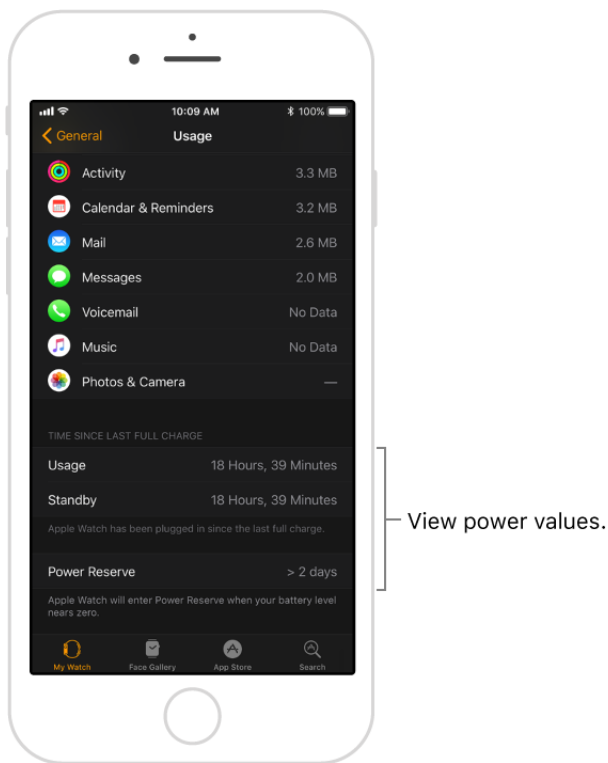 10:09 AM 100%
General Usage
Activity 3.3 MB
Calendar & Reminders 3.2 MB
Mail 2.6 MB
Messages 2.0 MB
Voicemail No Data
Music No Data
Photos & Camera —
TIME SINCE LAST FULL CHARGE
Usage 18 Hours, 39 Minutes
Standby 18 Hours, 39 Minutes
Apple Watch has been plugged in since the last full charge.
Power Reserve > 2 days
Apple Watch will enter Power Reserve when your battery level
nears zero.
My Watch Face Gallery App Store Search
View power values.